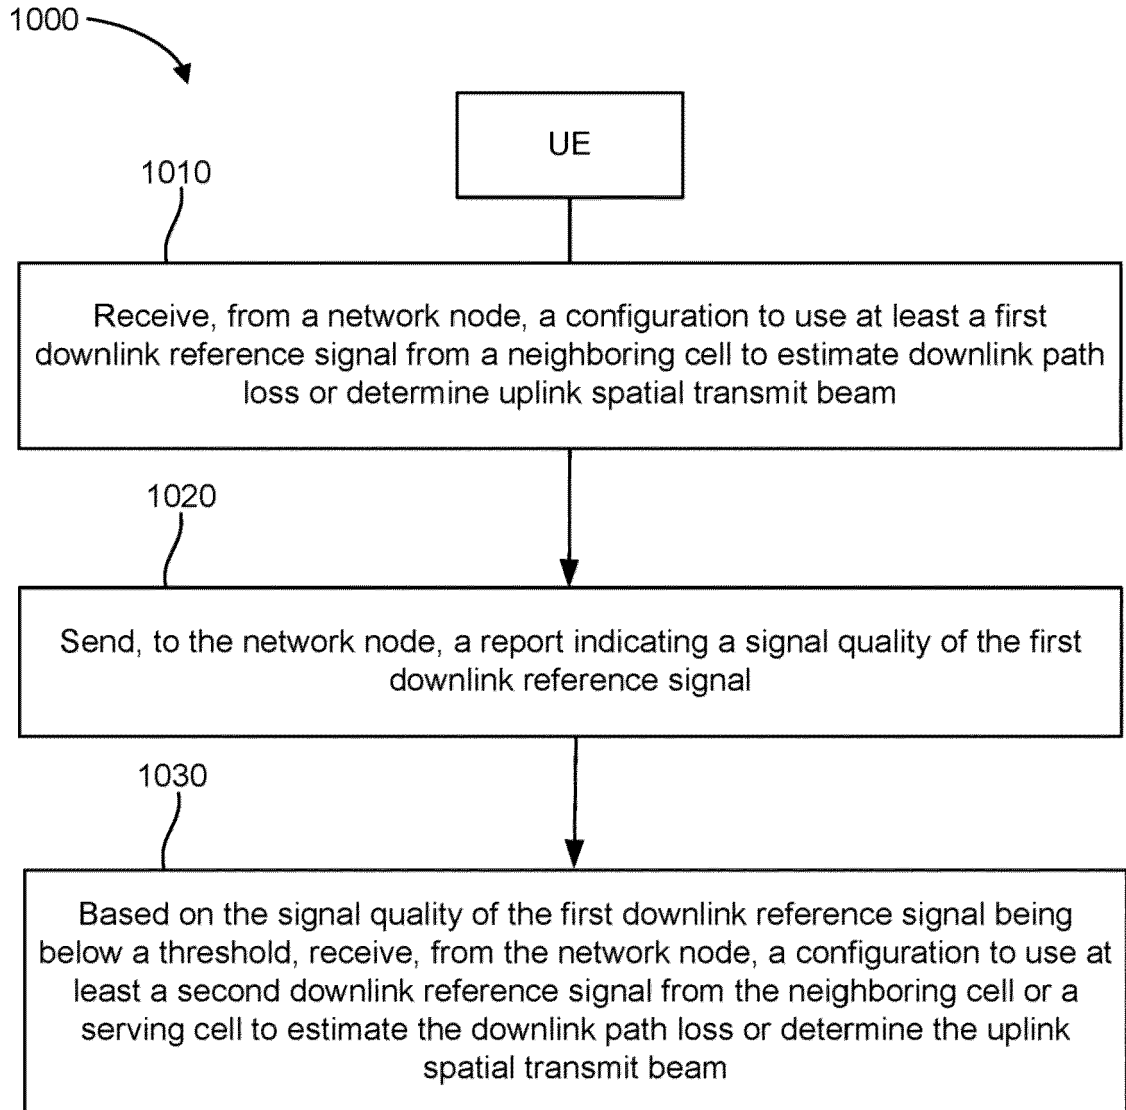 1000
UE
1010
Receive, from a network node, a configuration to use at least a first
downlink reference signal from a neighboring cell to estimate downlink path
loss or determine uplink spatial transmit beam
1020
Send, to the network node, a report indicating a signal quality of the first
downlink reference signal
1030
Based on the signal quality of the first downlink reference signal being
below a threshold, receive, from the network node, a configuration to use at
least a second downlink reference signal from the neighboring cell or a
serving cell to estimate the downlink path loss or determine the uplink
spatial transmit beam